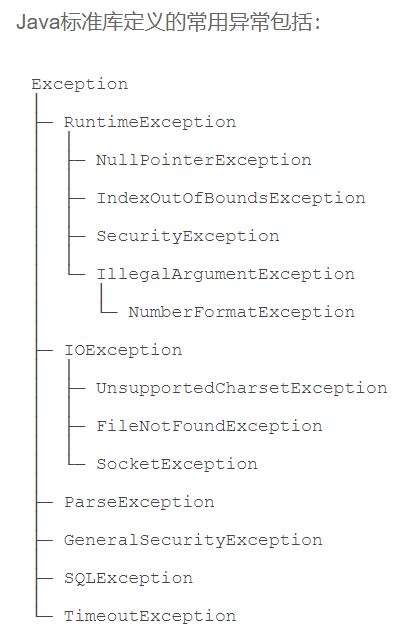 Java标准库定义的常用异常包括：
Exception
RuntimeException
NullPointerException
IndexOutOfBoundsException
SecurityException
IllegalArgumentException
NumberFormatException
IOException
UnsupportedCharsetException
FileNotFoundException
SocketException
ParseException
GeneralSecurityException
SQLException
TimeoutException